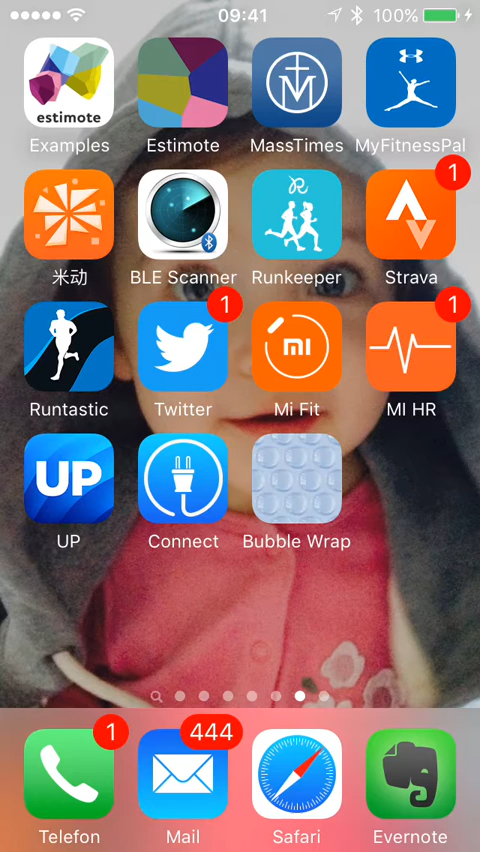 09:41
100%
estimote
Examples
Estimote
MassTimes
MyFitnessPal
1
米动
BLE Scanner
Runkeeper
Strava
1
1
mi
Runtastic
Twitter
Mi Fit
MI HR
UP
UP
Connect
Bubble Wrap
1
444
Telefon
Mail
Safari
Evernote